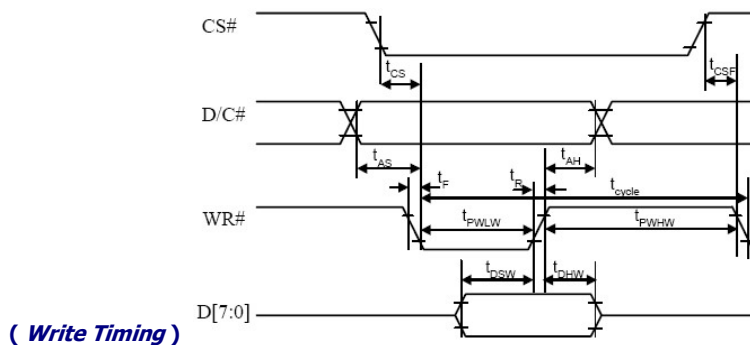 CS#
tCS
tCSF
D/C#
tAS
tAH
tF
tR
tcycle
WR#
tPWLW
tPWHW
tDSW
tDHW
D[7:0]
( Write Timing )